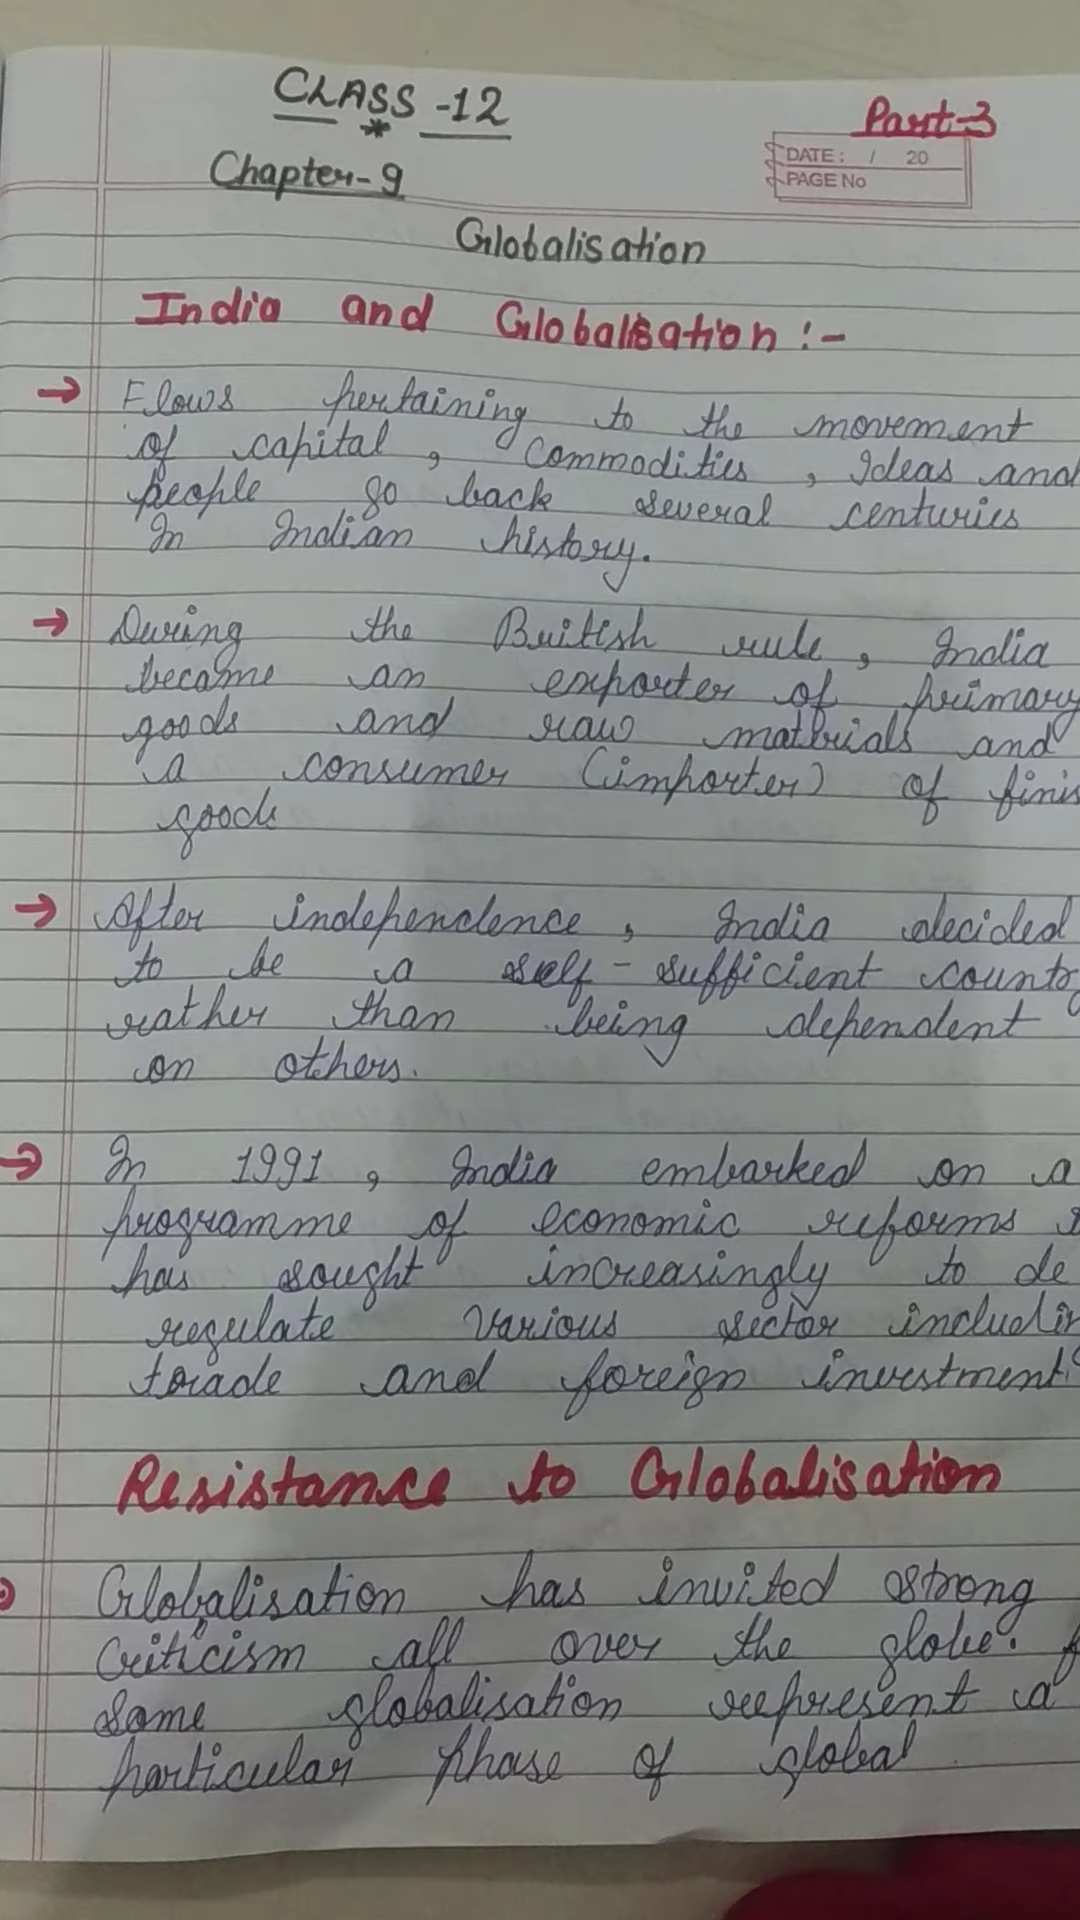 CLASS -12
Part-3
DATE: / 20
PAGE No
Chapter-9
Globalisation
India and Globalisation :-
→ Flows pertaining to the movement
of capital, Commodities, Ideas and
people go back several centuries
In Indian history.
→ During the British rule, India
became an exporter of primary
goods and raw materials and
a consumer (importer) of finis
goods
→ After independence, India decided
to be a self-sufficient country
rather than being dependent
on others.
→ In 1991, India embarked on a
programme of economic reforms
has sought increasingly to de
regulate various sector includin
trade and foreign investment.
Resistance to Globalisation
Globalisation has invited strong
Criticism all over the globe.
Some globalisation represent a
particular phase of global